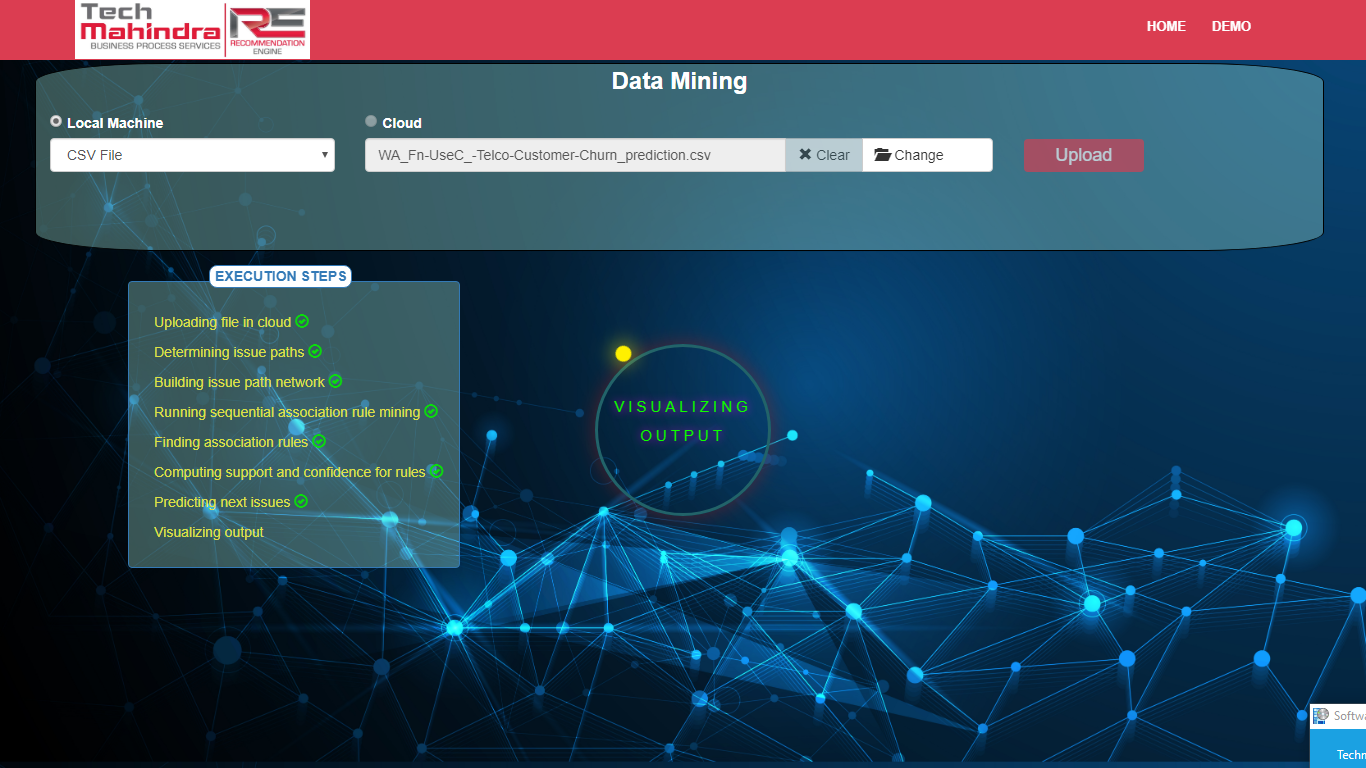 Tech
Mahindra
BUSINESS PROCESS SERVICES
RE
RECOMMENDATION
ENGINE
HOME DEMO
Data Mining
Local Machine Cloud
CSV File WA_Fn-UseC_-Telco-Customer-Churn_prediction.csv Clear Change Upload
EXECUTION STEPS
Uploading file in cloud
Determining issue paths
Building issue path network
Running sequential association rule mining
Finding association rules
Computing support and confidence for rules
Predicting next issues
Visualizing output
VISUALIZING
OUTPUT
Softwa
Techn